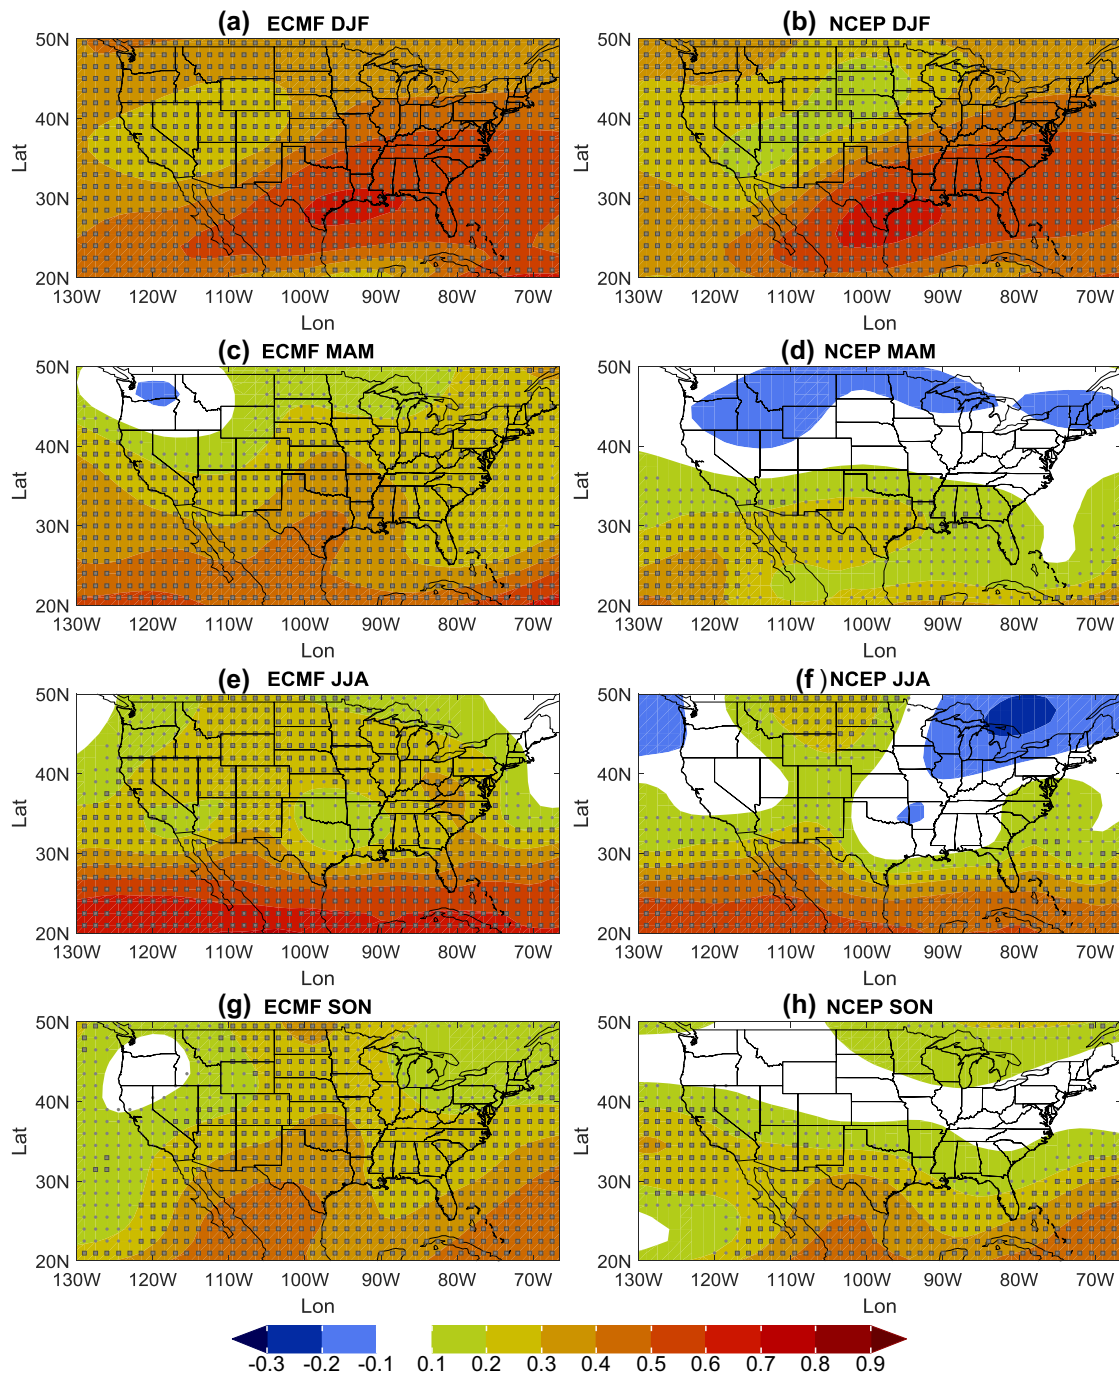 (a) ECMF DJF
(b) NCEP DJF
50N
40N
30N
20N
Lat
130W 120W 110W 100W 90W 80W 70W
Lon
50N
40N
30N
20N
Lat
130W 120W 110W 100W 90W 80W 70W
Lon
(c) ECMF MAM
(d) NCEP MAM
50N
40N
30N
20N
Lat
130W 120W 110W 100W 90W 80W 70W
Lon
50N
40N
30N
20N
Lat
130W 120W 110W 100W 90W 80W 70W
Lon
(e) ECMF JJA
(f) NCEP JJA
50N
40N
30N
20N
Lat
130W 120W 110W 100W 90W 80W 70W
Lon
50N
40N
30N
20N
Lat
130W 120W 110W 100W 90W 80W 70W
Lon
(g) ECMF SON
(h) NCEP SON
50N
40N
30N
20N
Lat
130W 120W 110W 100W 90W 80W 70W
Lon
50N
40N
30N
20N
Lat
130W 120W 110W 100W 90W 80W 70W
Lon
-0.3 -0.2 -0.1 0.1 0.2 0.3 0.4 0.5 0.6 0.7 0.8 0.9